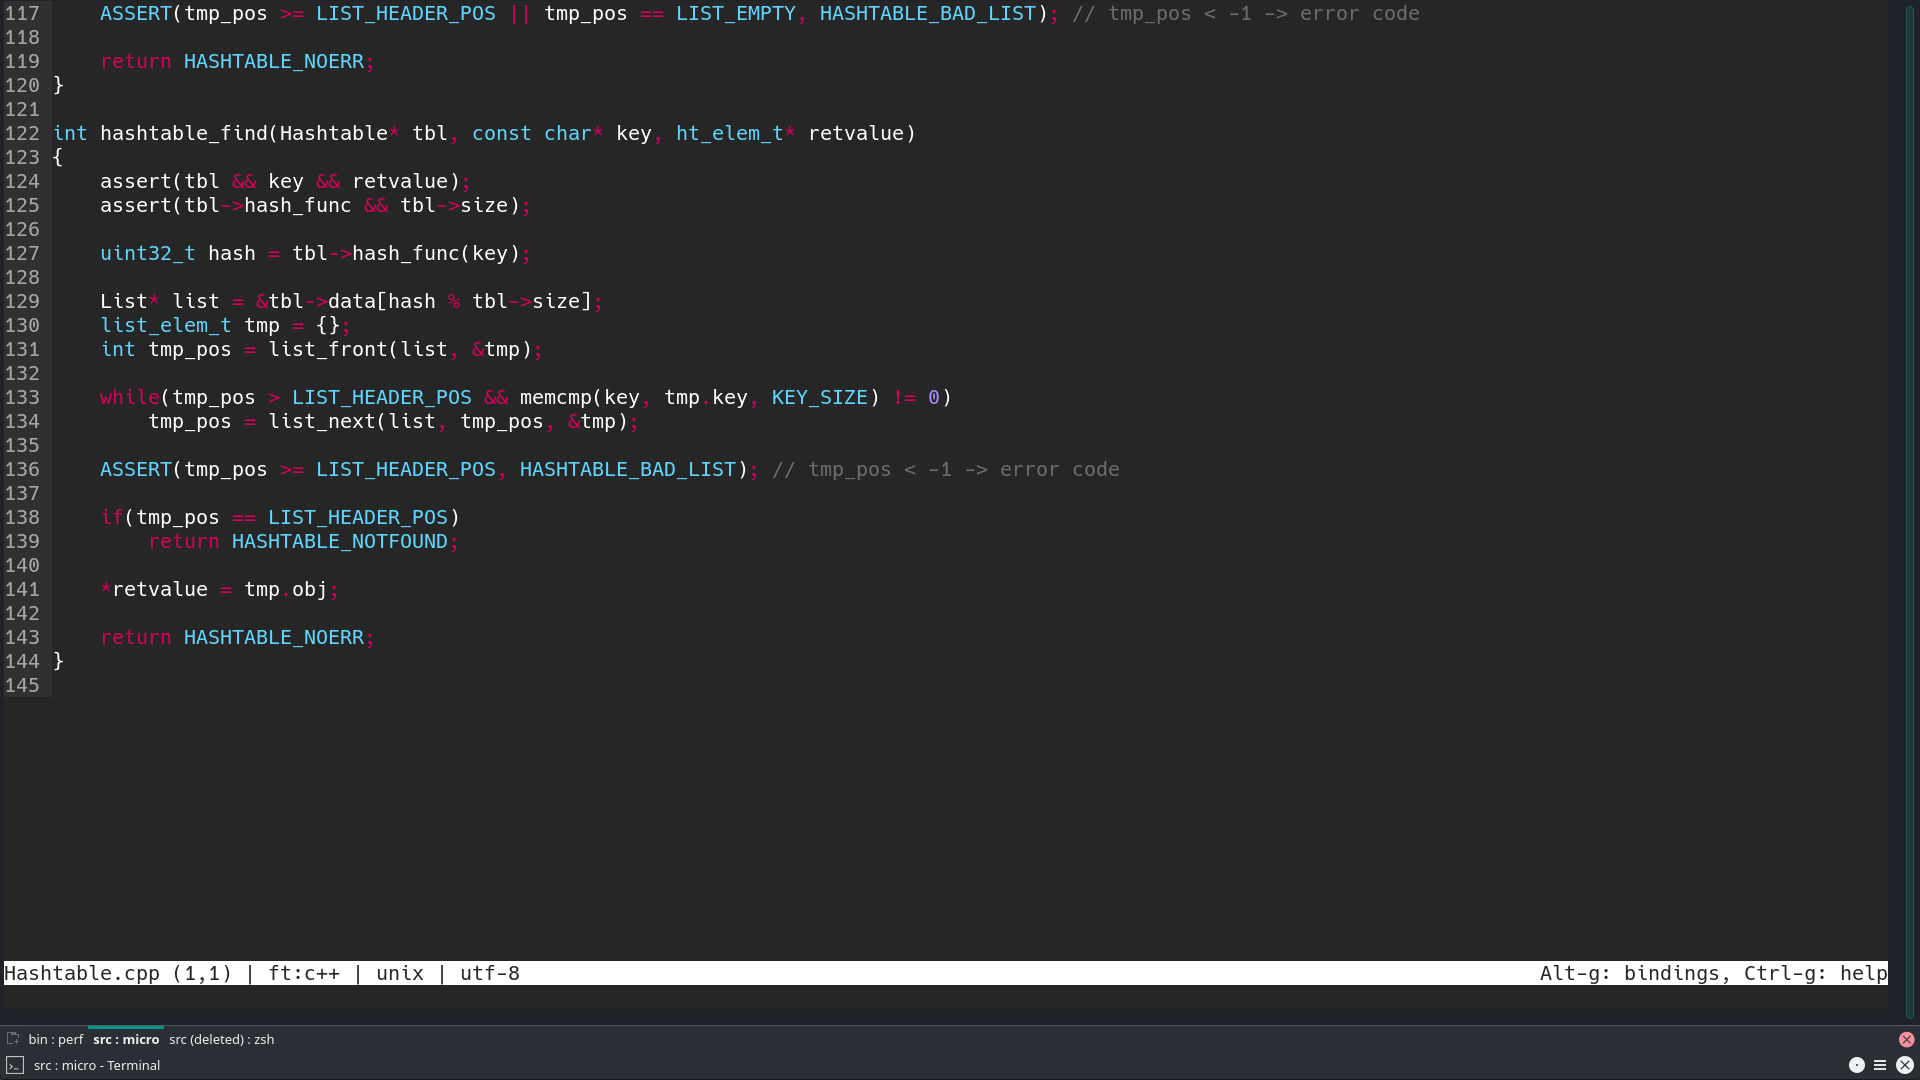 117     ASSERT(tmp_pos >= LIST_HEADER_POS || tmp_pos == LIST_EMPTY, HASHTABLE_BAD_LIST); // tmp_pos < -1 -> error code
118
119     return HASHTABLE_NOERR;
120 }
121
122 int hashtable_find(Hashtable* tbl, const char* key, ht_elem_t* retvalue)
123 {
124     assert(tbl && key && retvalue);
125     assert(tbl->hash_func && tbl->size);
126
127     uint32_t hash = tbl->hash_func(key);
128
129     List* list = &tbl->data[hash % tbl->size];
130     list_elem_t tmp = {};
131     int tmp_pos = list_front(list, &tmp);
132
133     while(tmp_pos > LIST_HEADER_POS && memcmp(key, tmp.key, KEY_SIZE) != 0)
134         tmp_pos = list_next(list, tmp_pos, &tmp);
135
136     ASSERT(tmp_pos >= LIST_HEADER_POS, HASHTABLE_BAD_LIST); // tmp_pos < -1 -> error code
137
138     if(tmp_pos == LIST_HEADER_POS)
139         return HASHTABLE_NOTFOUND;
140
141     *retvalue = tmp.obj;
142
143     return HASHTABLE_NOERR;
144 }
145
Hashtable.cpp (1,1) | ft:c++ | unix | utf-8 Alt-g: bindings, Ctrl-g: help
bin : perf src : micro src (deleted) : zsh
src : micro - Terminal